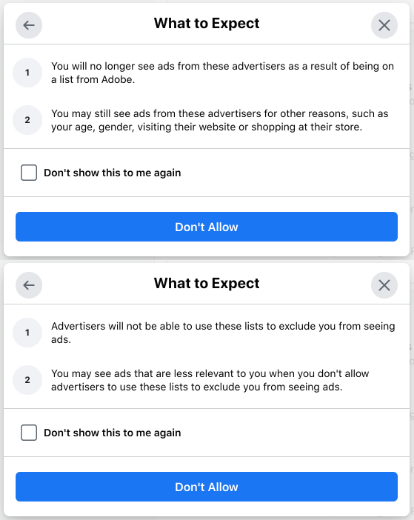 What to Expect
1
You will no longer see ads from these advertisers as a result of being on
a list from Adobe.
2
You may still see ads from these advertisers for other reasons, such as
your age, gender, visiting their website or shopping at their store.
Don't show this to me again
Don't Allow
What to Expect
1
Advertisers will not be able to use these lists to exclude you from seeing
ads.
2
You may see ads that are less relevant to you when you don't allow
advertisers to use these lists to exclude you from seeing ads.
Don't show this to me again
Don't Allow